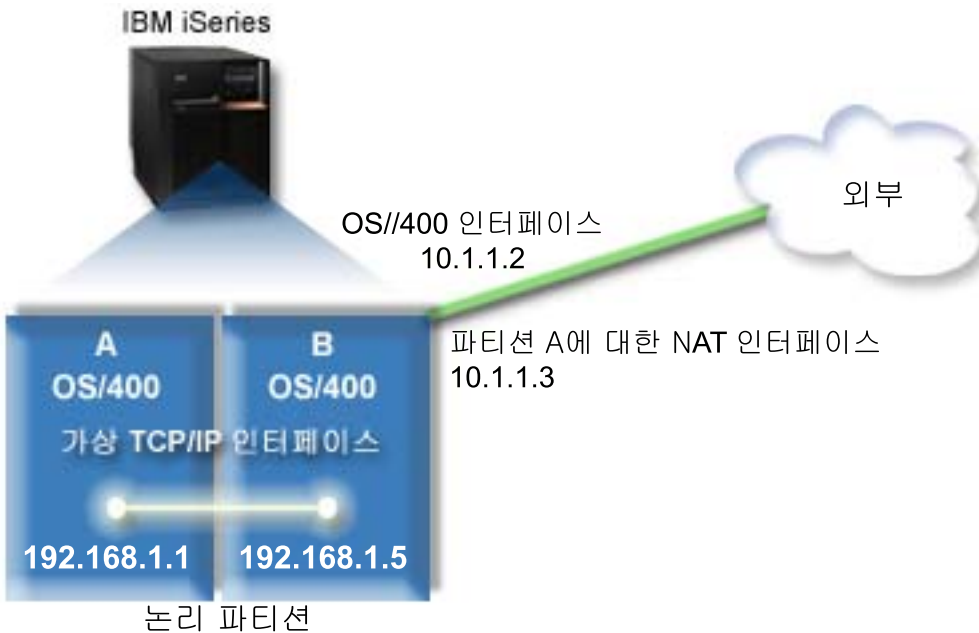 IBM iSeries
외부
OS//400 인터페이스
10.1.1.2
파티션 A에 대한 NAT 인터페이스
10.1.1.3
A
OS/400
B
OS/400
가상 TCP/IP 인터페이스
192.168.1.1
192.168.1.5
논리 파티션